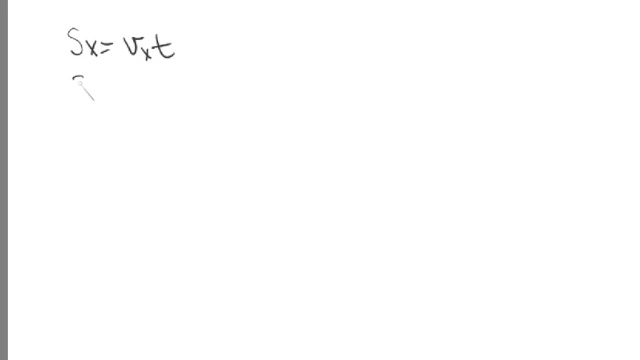 Sx = vₓt